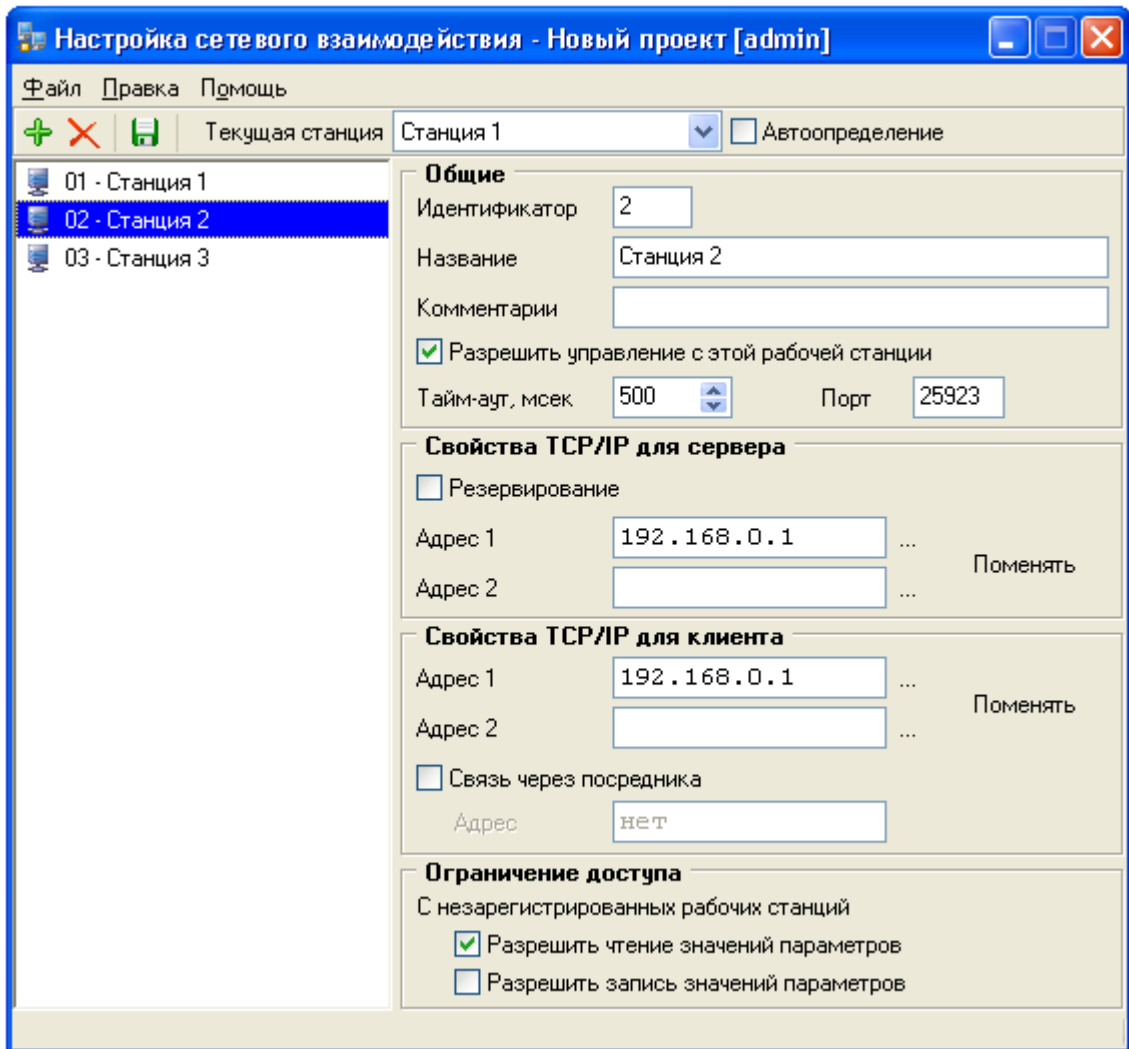 Настройка сетевого взаимодействия - Новый проект [admin]
Файл Правка Помощь
Текущая станция Станция 1 Автоопределение
01 - Станция 1
02 - Станция 2
03 - Станция 3
Общие
Идентификатор 2
Название Станция 2
Комментарии
Разрешить управление с этой рабочей станции
Тайм-аут, мсек 500 Порт 25923
Свойства TCP/IP для сервера
Резервирование
Адрес 1 192.168.0.1 ...
Поменять
Адрес 2 ...
Свойства TCP/IP для клиента
Адрес 1 192.168.0.1 ...
Поменять
Адрес 2 ...
Связь через посредника
Адрес нет
Ограничение доступа
С незарегистрированных рабочих станций
Разрешить чтение значений параметров
Разрешить запись значений параметров